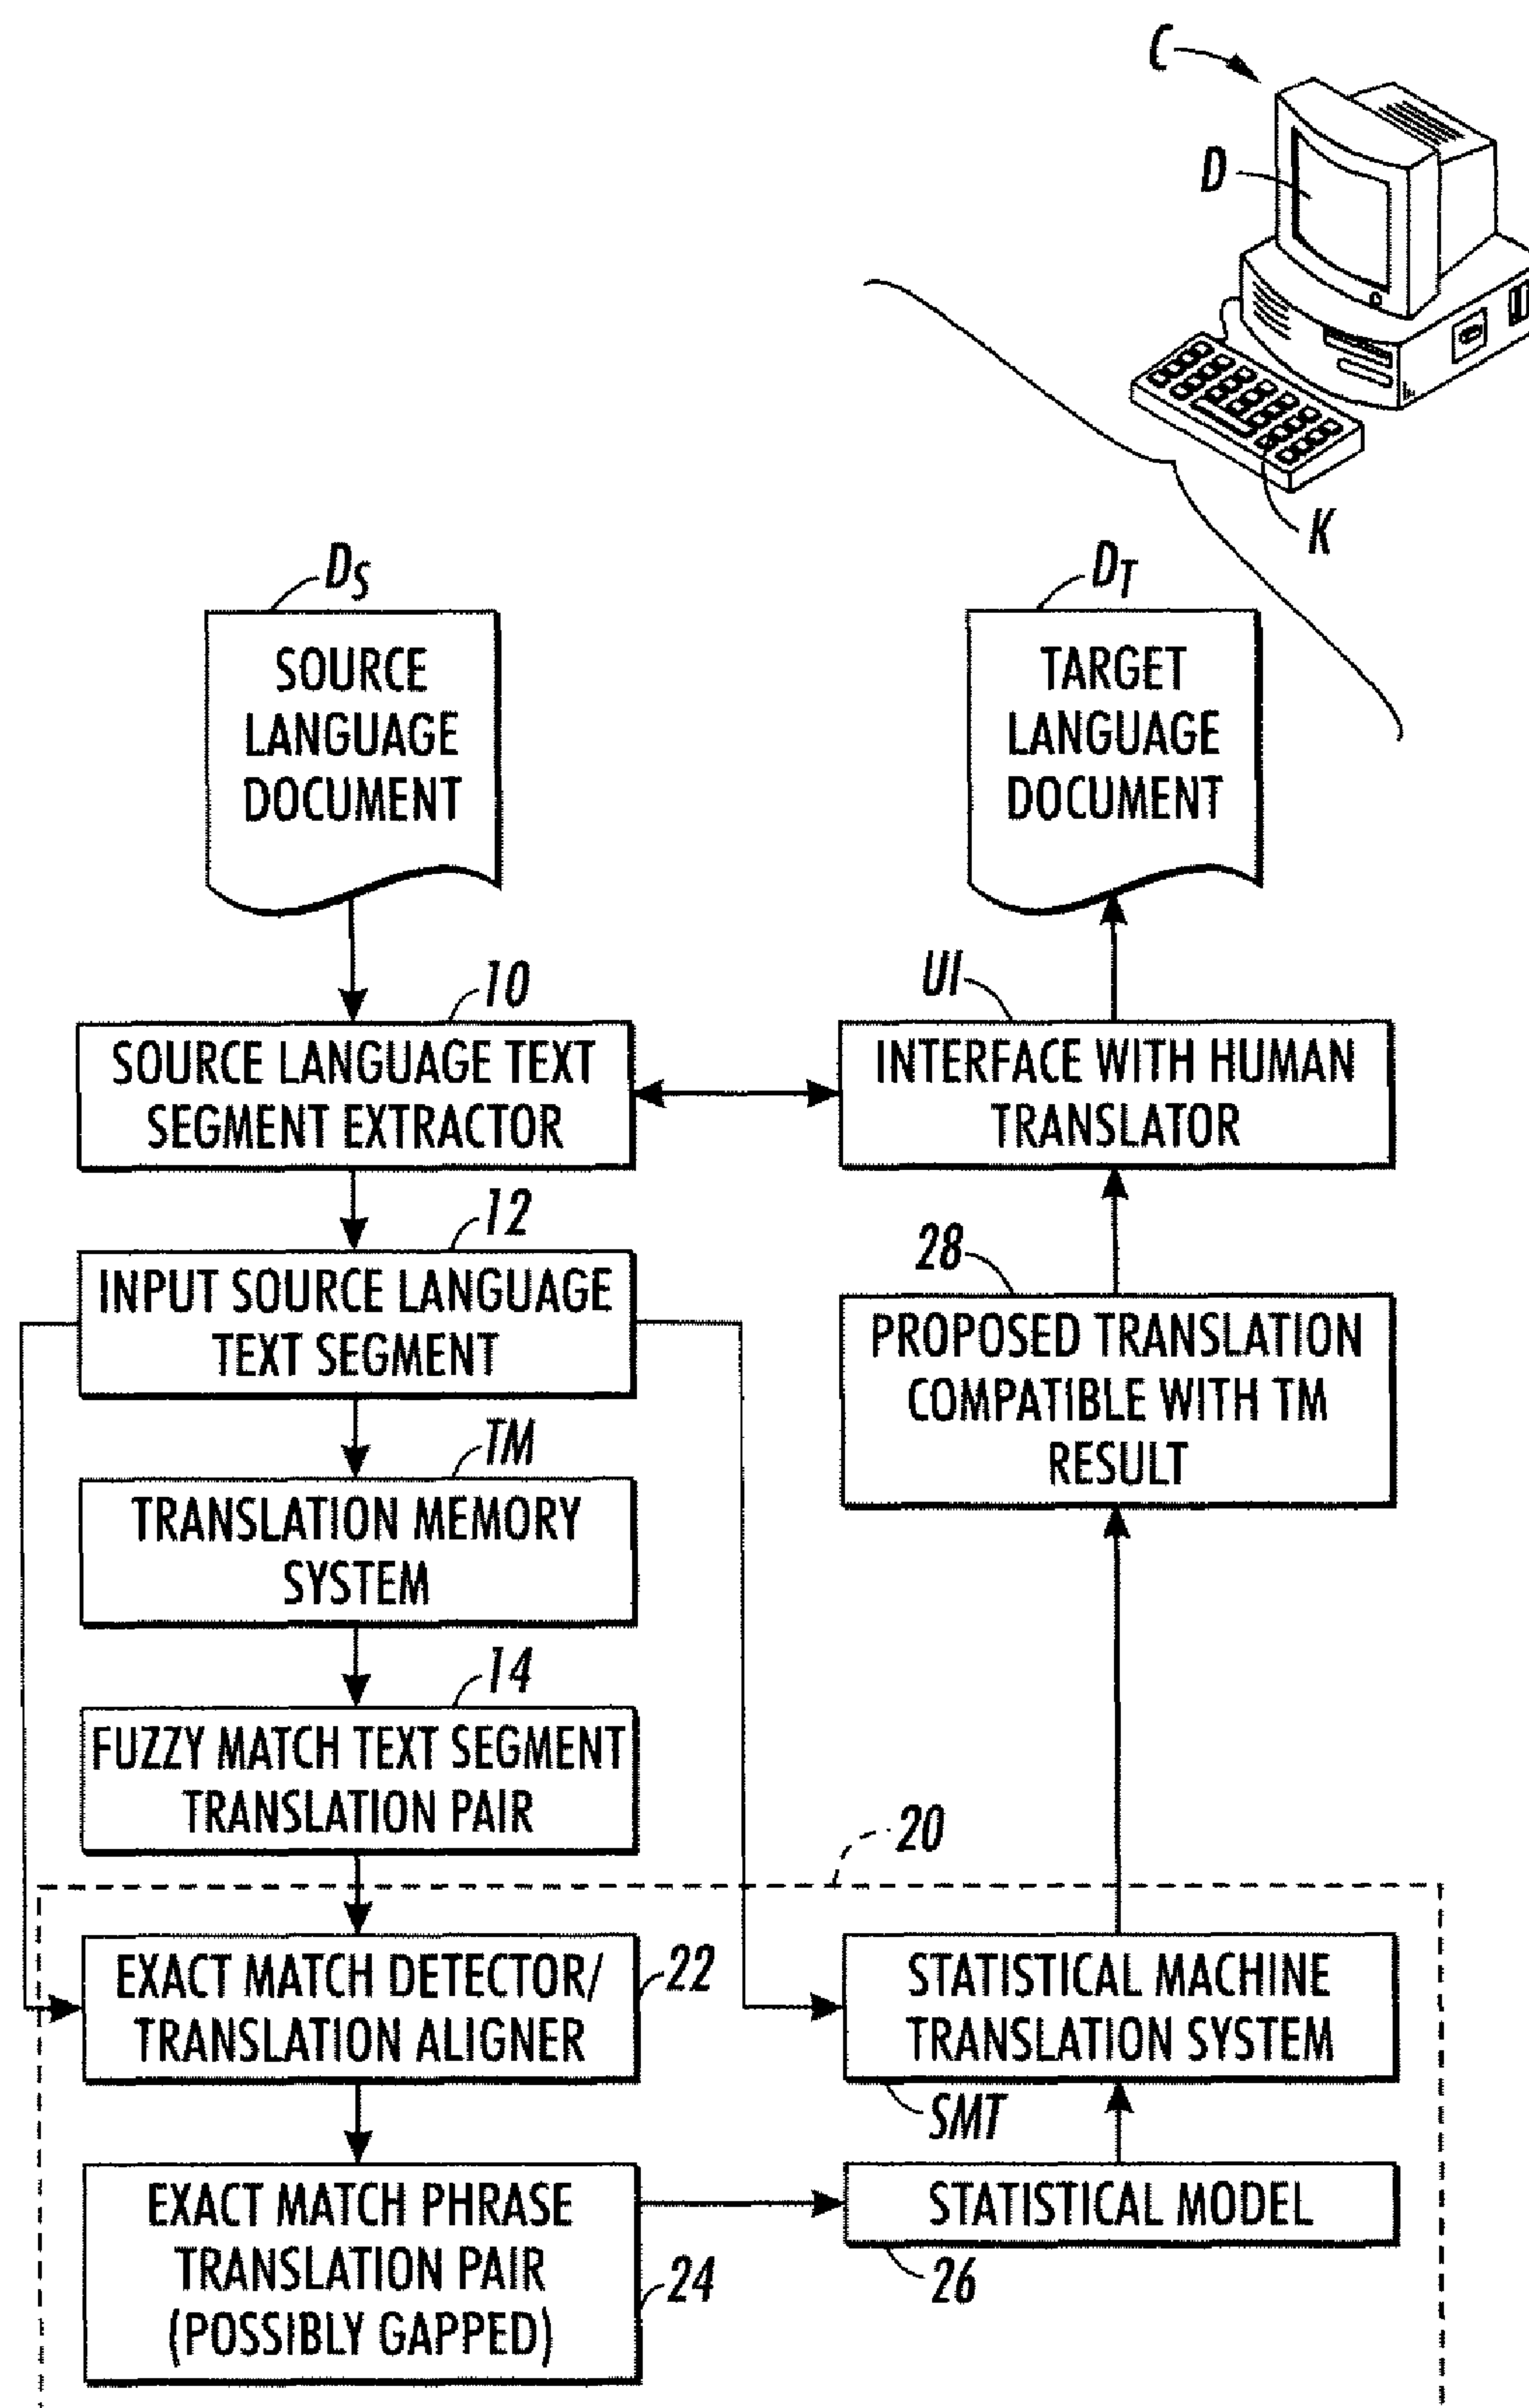 C
D
K
DS
SOURCE
LANGUAGE
DOCUMENT
DT
TARGET
LANGUAGE
DOCUMENT
10
SOURCE LANGUAGE TEXT
SEGMENT EXTRACTOR
UI
INTERFACE WITH HUMAN
TRANSLATOR
12
INPUT SOURCE LANGUAGE
TEXT SEGMENT
28
PROPOSED TRANSLATION
COMPATIBLE WITH TM
RESULT
TM
TRANSLATION MEMORY
SYSTEM
14
FUZZY MATCH TEXT SEGMENT
TRANSLATION PAIR
20
EXACT MATCH DETECTOR/
TRANSLATION ALIGNER
22
STATISTICAL MACHINE
TRANSLATION SYSTEM
SMT
EXACT MATCH PHRASE
TRANSLATION PAIR
(POSSIBLY GAPPED)
24
STATISTICAL MODEL
26